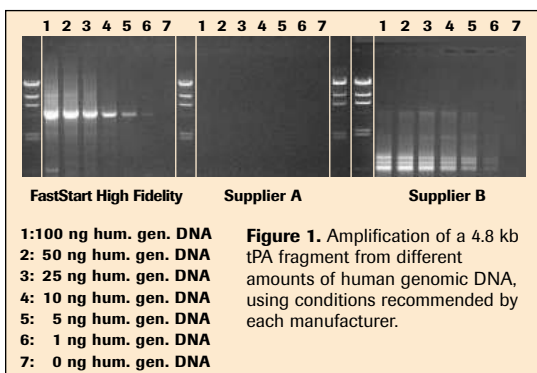 1 2 3 4 5 6 7 1 2 3 4 5 6 7 1 2 3 4 5 6 7
FastStart High Fidelity Supplier A Supplier B
1:100 ng hum. gen. DNA
2: 50 ng hum. gen. DNA
3: 25 ng hum. gen. DNA
4: 10 ng hum. gen. DNA
5: 5 ng hum. gen. DNA
6: 1 ng hum. gen. DNA
7: 0 ng hum. gen. DNA
Figure 1. Amplification of a 4.8 kb
tPA fragment from different
amounts of human genomic DNA,
using conditions recommended by
each manufacturer.